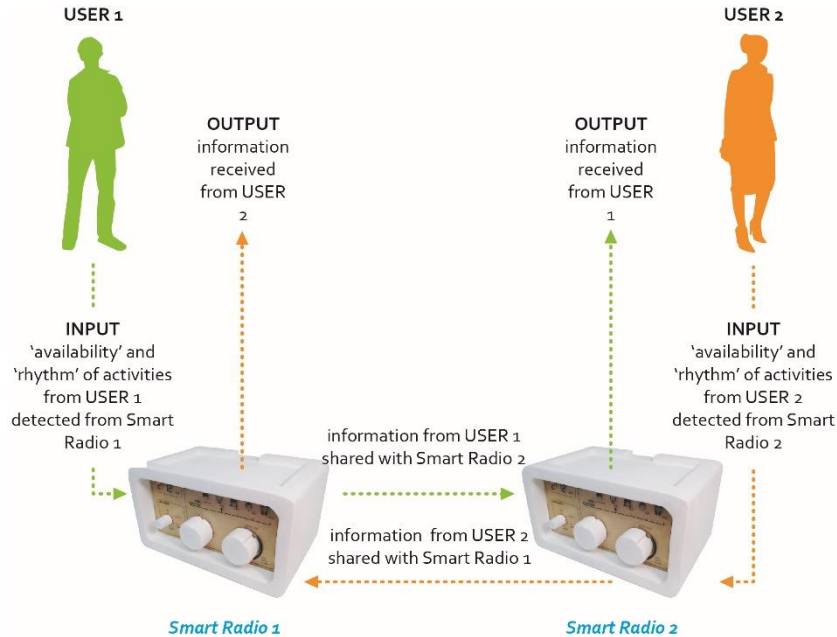 USER 1
USER 2
OUTPUT
information
received
from USER
2
OUTPUT
information
received
from USER
1
INPUT
‘availability’ and
‘rhythm’ of activities
from USER 1
detected from Smart
Radio 1
INPUT
‘availability’ and
‘rhythm’ of activities
from USER 2
detected from Smart
Radio 2
information from USER 1
shared with Smart Radio 2
information from USER 2
shared with Smart Radio 1
Smart Radio 1
Smart Radio 2